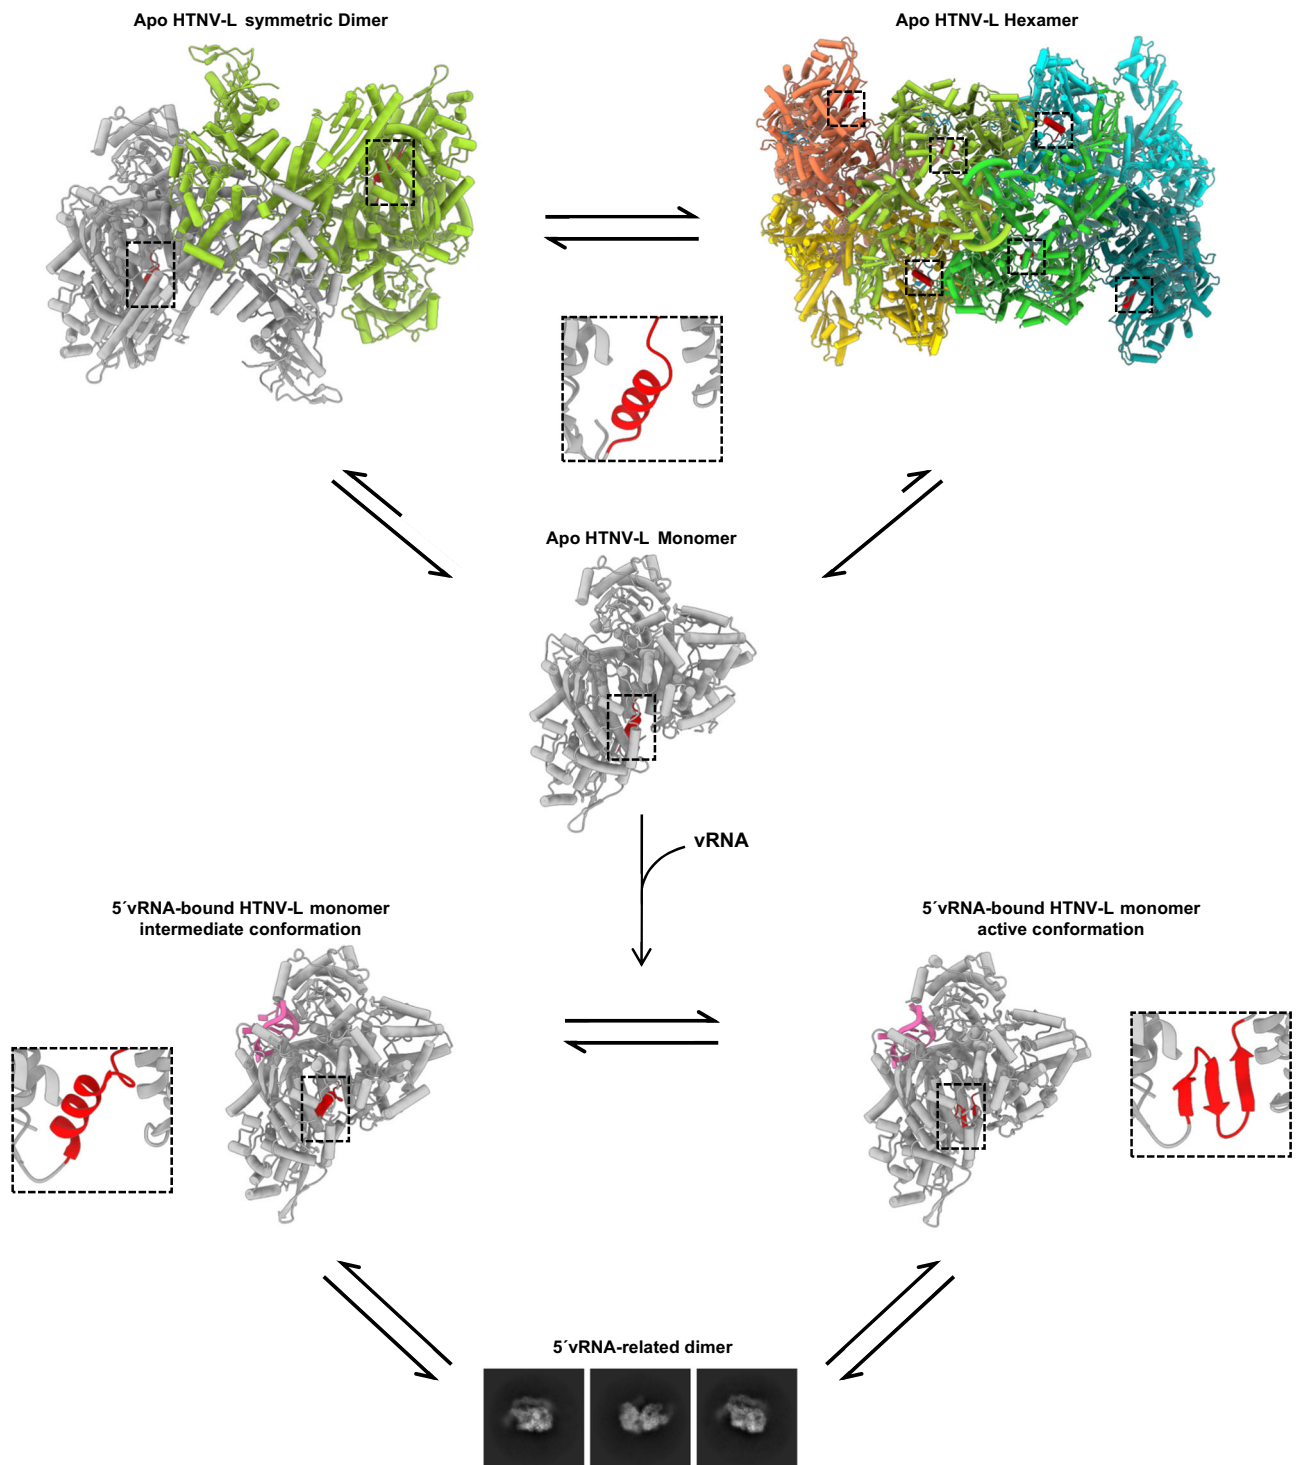 Apo HTNV-L symmetric Dimer
Apo HTNV-L Hexamer
Apo HTNV-L Monomer
vRNA
5´vRNA-bound HTNV-L monomer
intermediate conformation
5´vRNA-bound HTNV-L monomer
active conformation
5´vRNA-related dimer